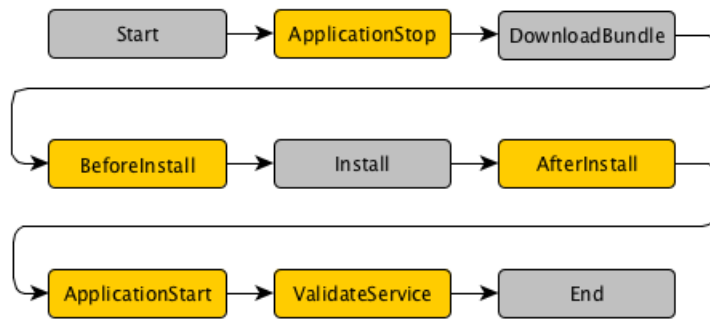 Start
ApplicationStop
DownloadBundle
BeforeInstall
Install
AfterInstall
ApplicationStart
ValidateService
End